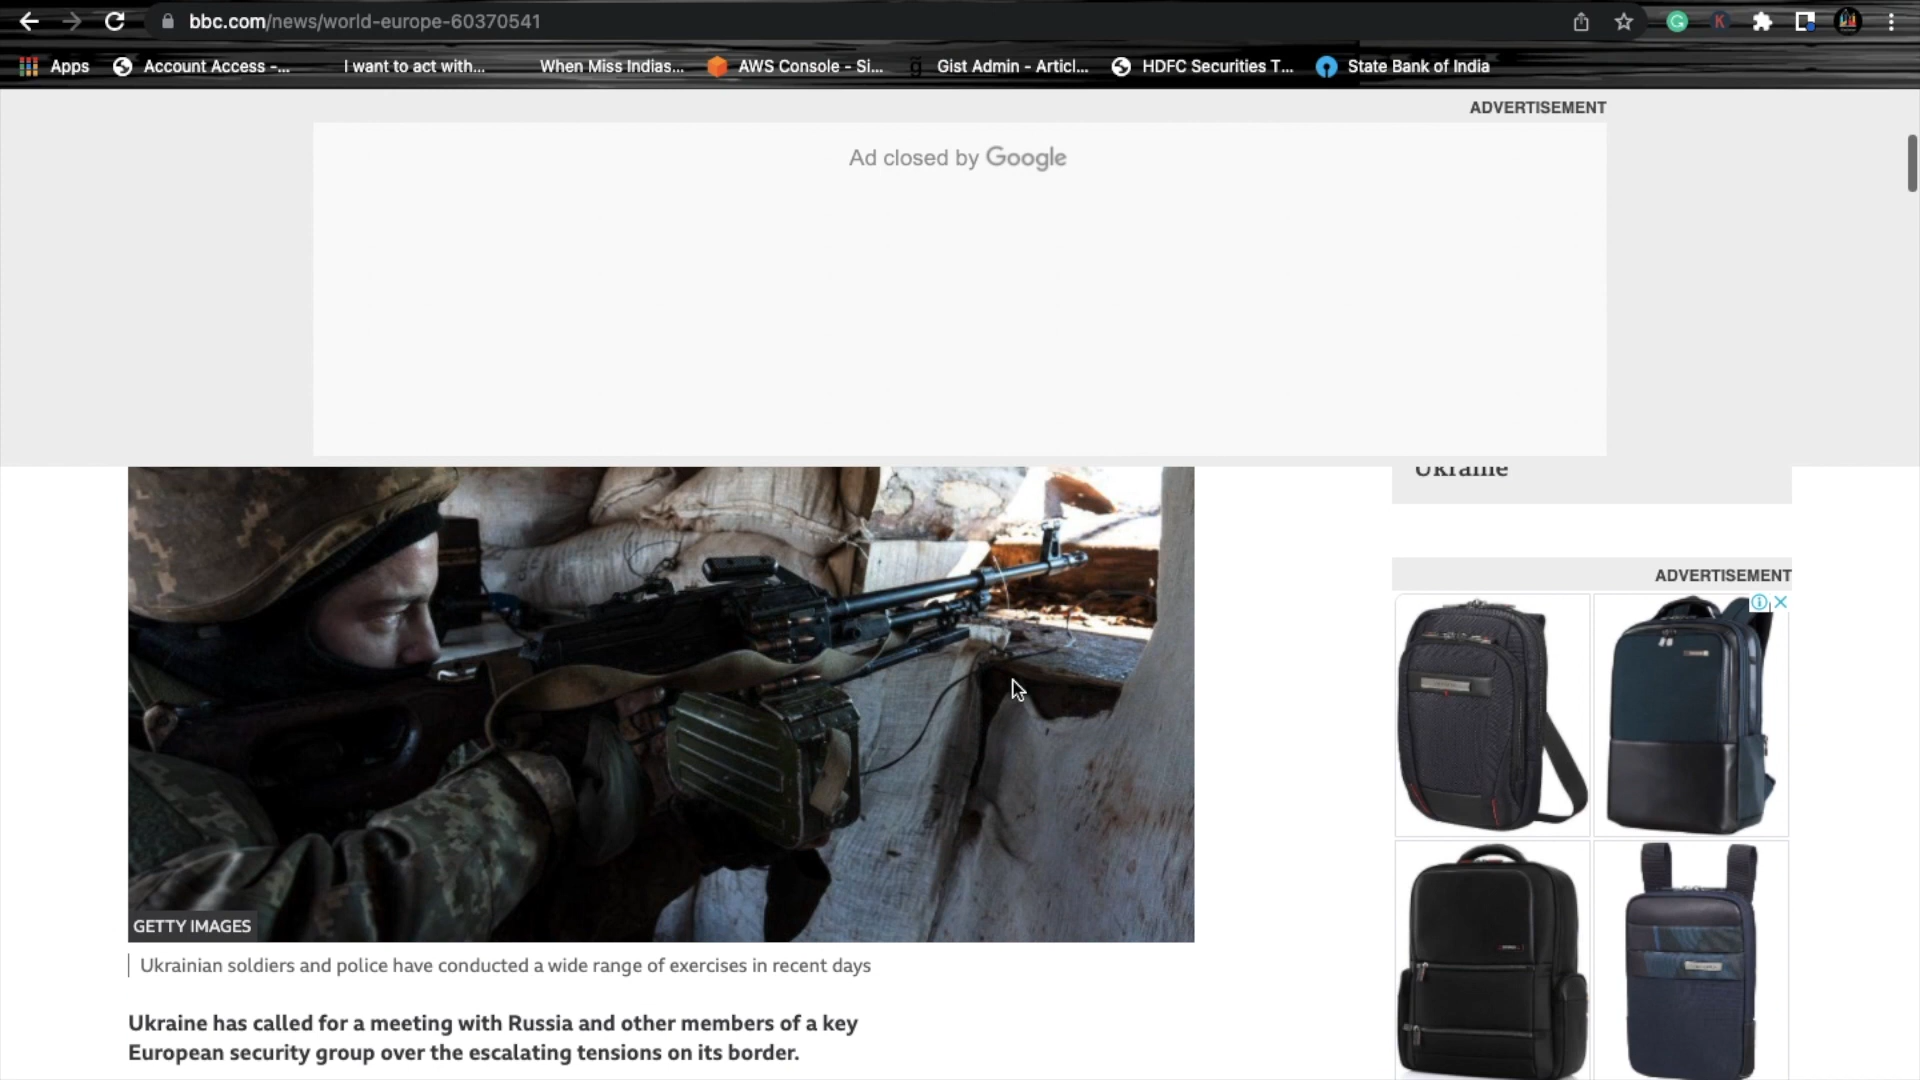 bbc.com/news/world-europe-60370541
Apps
Account Access -...
I want to act with...
When Miss Indias...
AWS Console - Si...
Gist Admin - Articl...
HDFC Securities T...
State Bank of India
ADVERTISEMENT
Ad closed by Google
Ukraine
ADVERTISEMENT
GETTY IMAGES
Ukrainian soldiers and police have conducted a wide range of exercises in recent days
Ukraine has called for a meeting with Russia and other members of a key
European security group over the escalating tensions on its border.